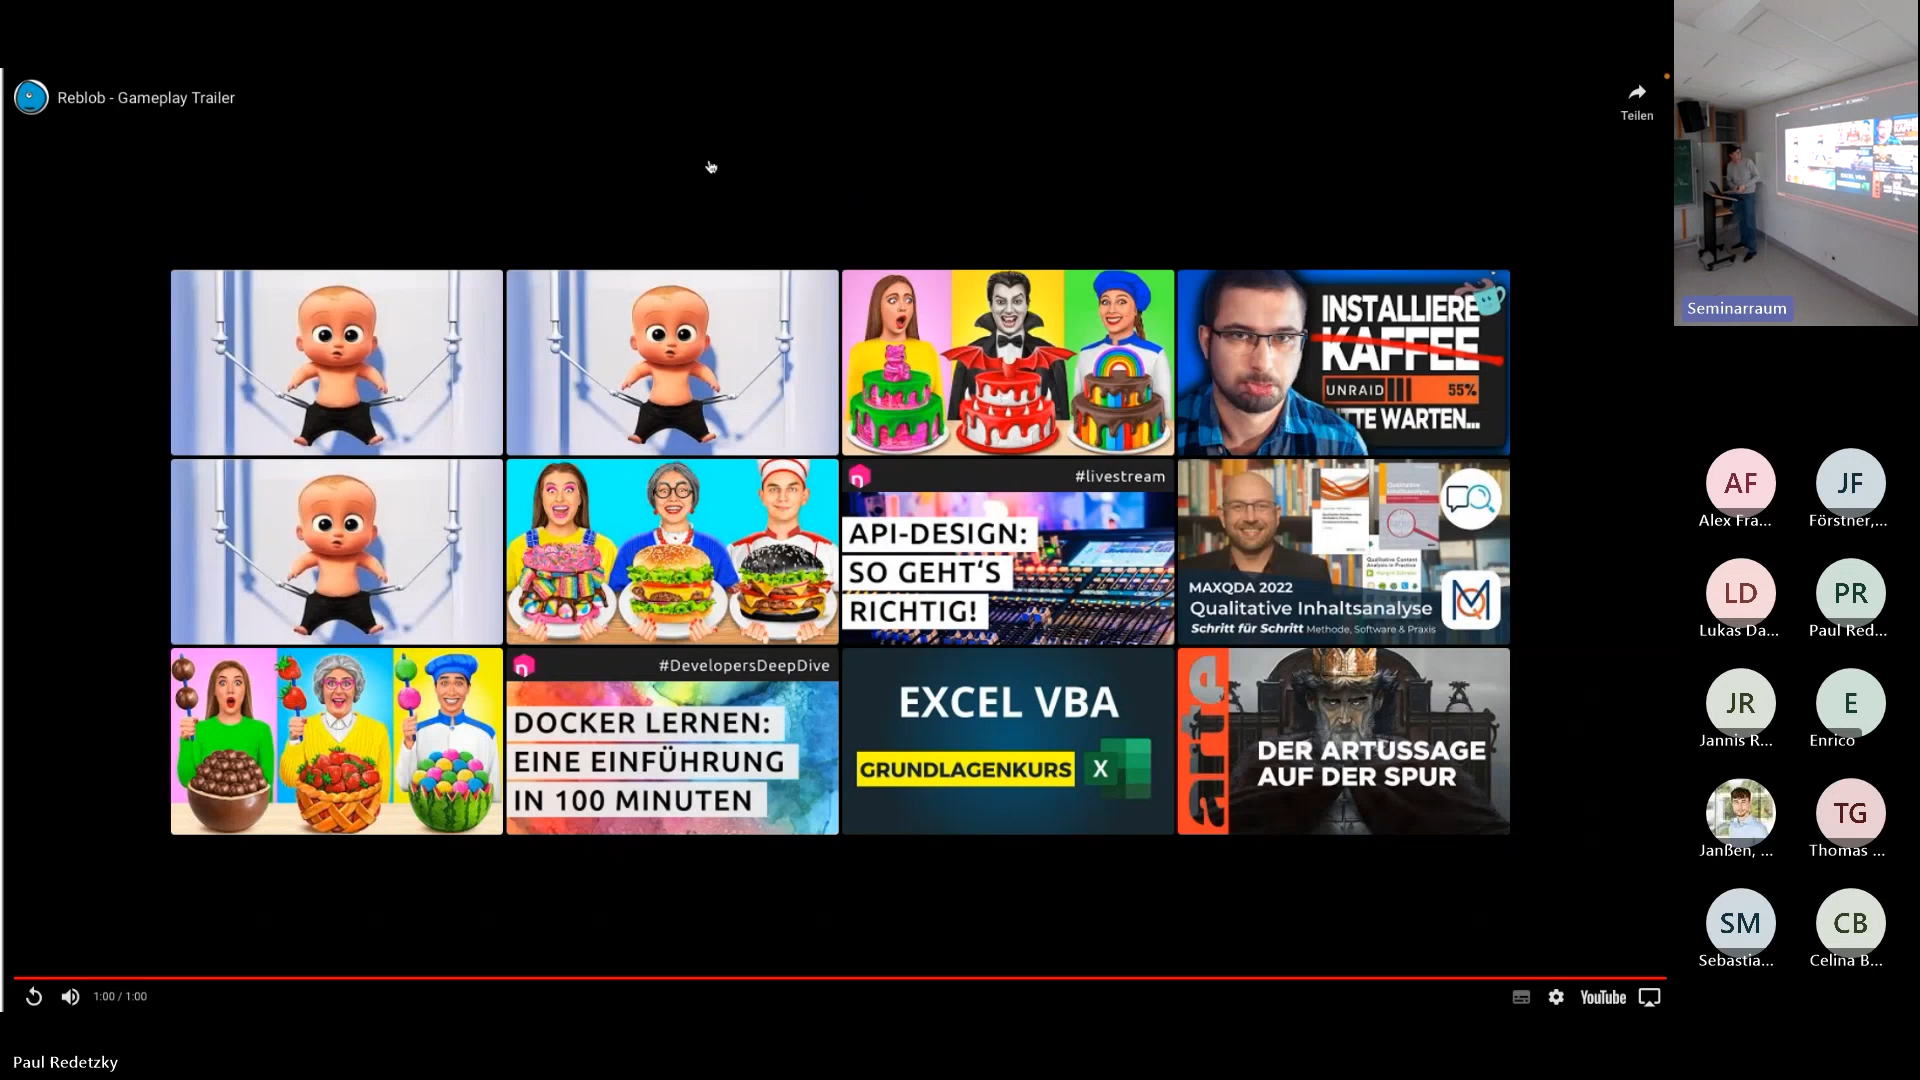 Reblob - Gameplay Trailer
Teilen
INSTALLIERE
KAFFEE
UNRAID 55%
TTE WARTEN...
#livestream
API-DESIGN:
SO GEHT'S
RICHTIG!
MAXQDA 2022
Qualitative Inhaltsanalyse
Schritt für Schritt Methode, Software & Praxis
#DevelopersDeepDive
DOCKER LERNEN:
EINE EINFÜHRUNG
IN 100 MINUTEN
EXCEL VBA
GRUNDLAGENKURS
X
arte
DER ARTUSSAGE
AUF DER SPUR
1:00 / 1:00
YouTube
Paul Redetzky
Seminarraum
AF
JF
Alex Fra...
Förstner,...
LD
PR
Lukas Da...
Paul Red...
JR
E
Jannis R...
Enrico
TG
Janßen, ...
Thomas ...
SM
CB
Sebastia...
Celina B...